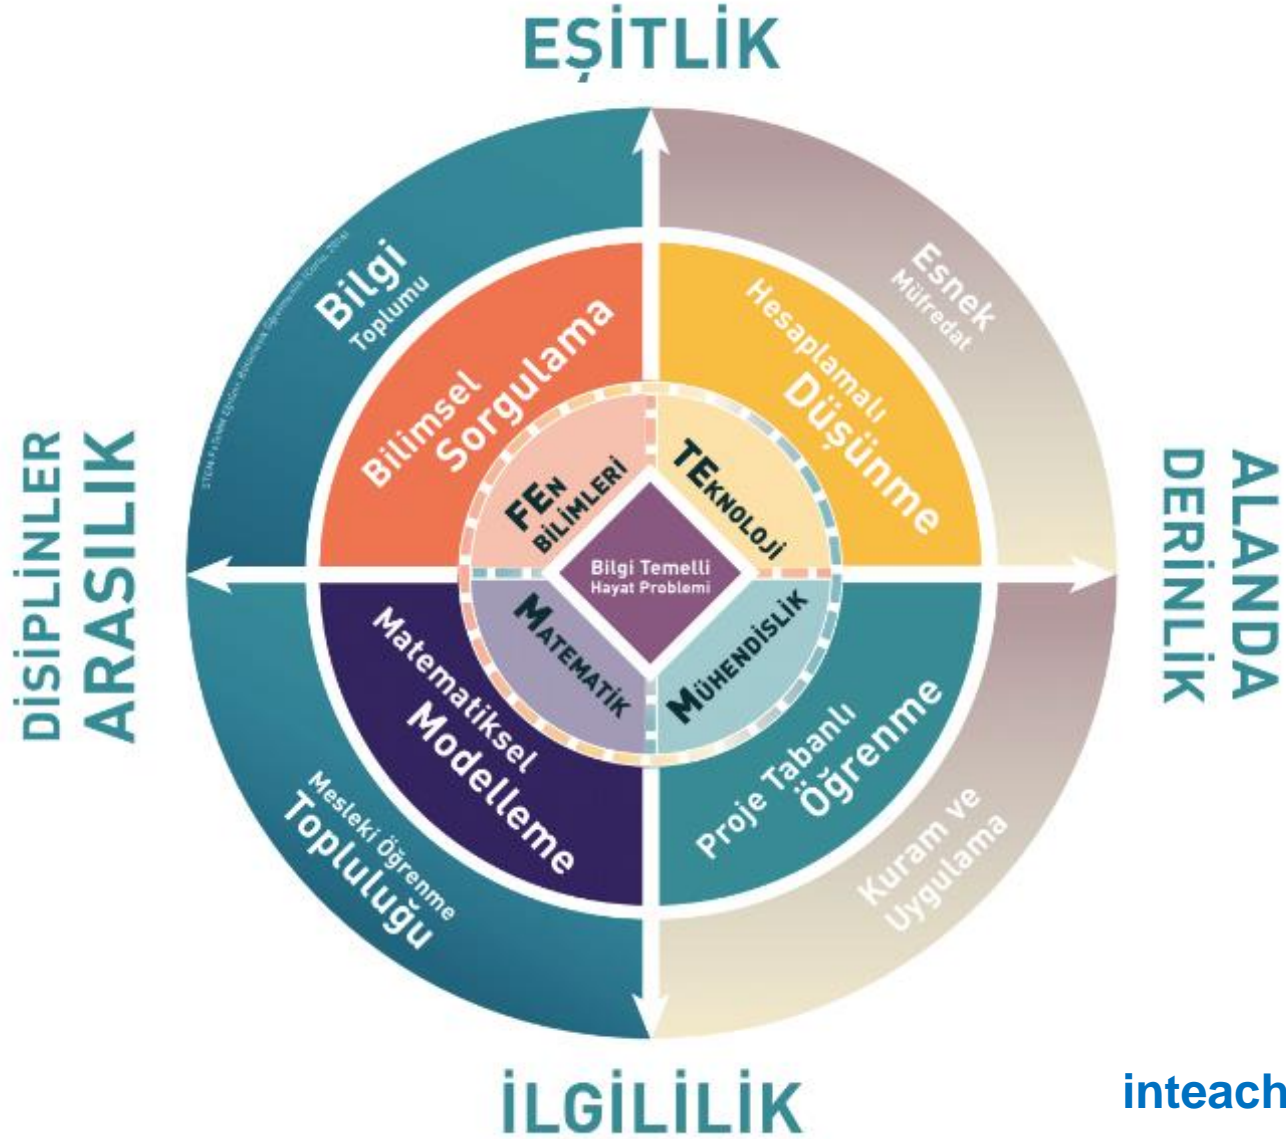 EŞİTLİK
Bilgi
Toplumu
Esnek
Müfredat
Bilimsel
Sorgulama
Hesaplamalı
Düşünme
DİSİPLİNLER
ARASILIK
FEN
BİLİMLERİ
TEKNOLOJİ
Bilgi Temelli
Hayat Problemi
MATEMATİK
MÜHENDİSLİK
ALANDA
DERİNLİK
Matematiksel
Modelleme
Proje Tabanlı
Öğrenme
Mesleki Öğrenme
Topluluğu
Kuram ve
Uygulama
İLGİLİLİK
inteach